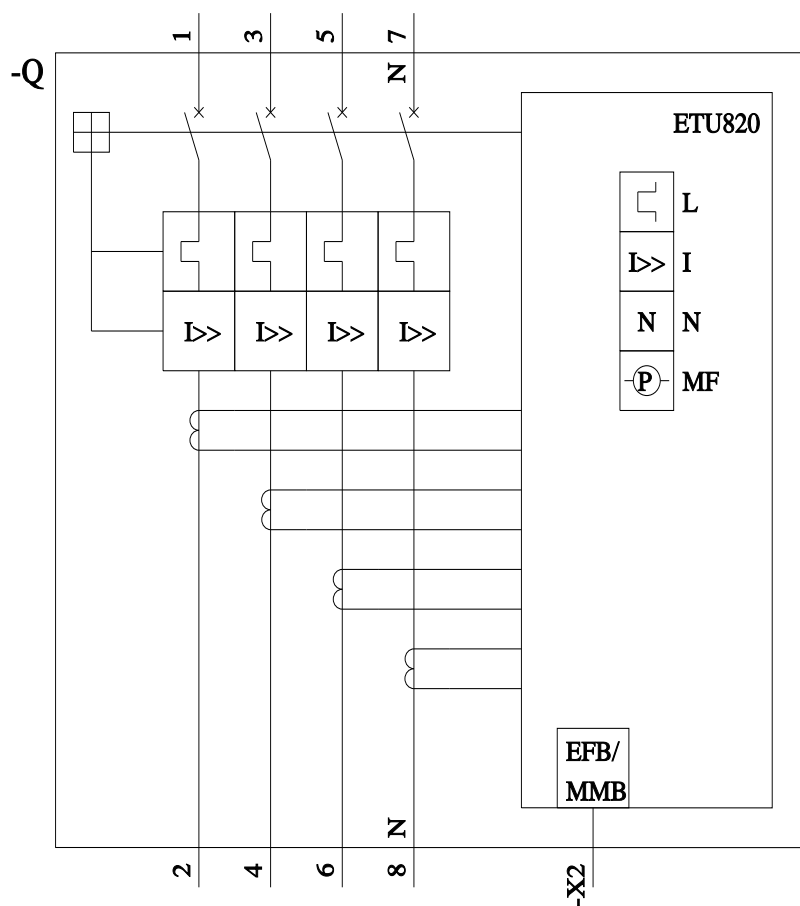 1 3 5 7
-Q
N
ETU820
L
I>> I
N N
P MF
I>> I>> I>> I>>
EFB/
MMB
N
2 4 6 8
-X2